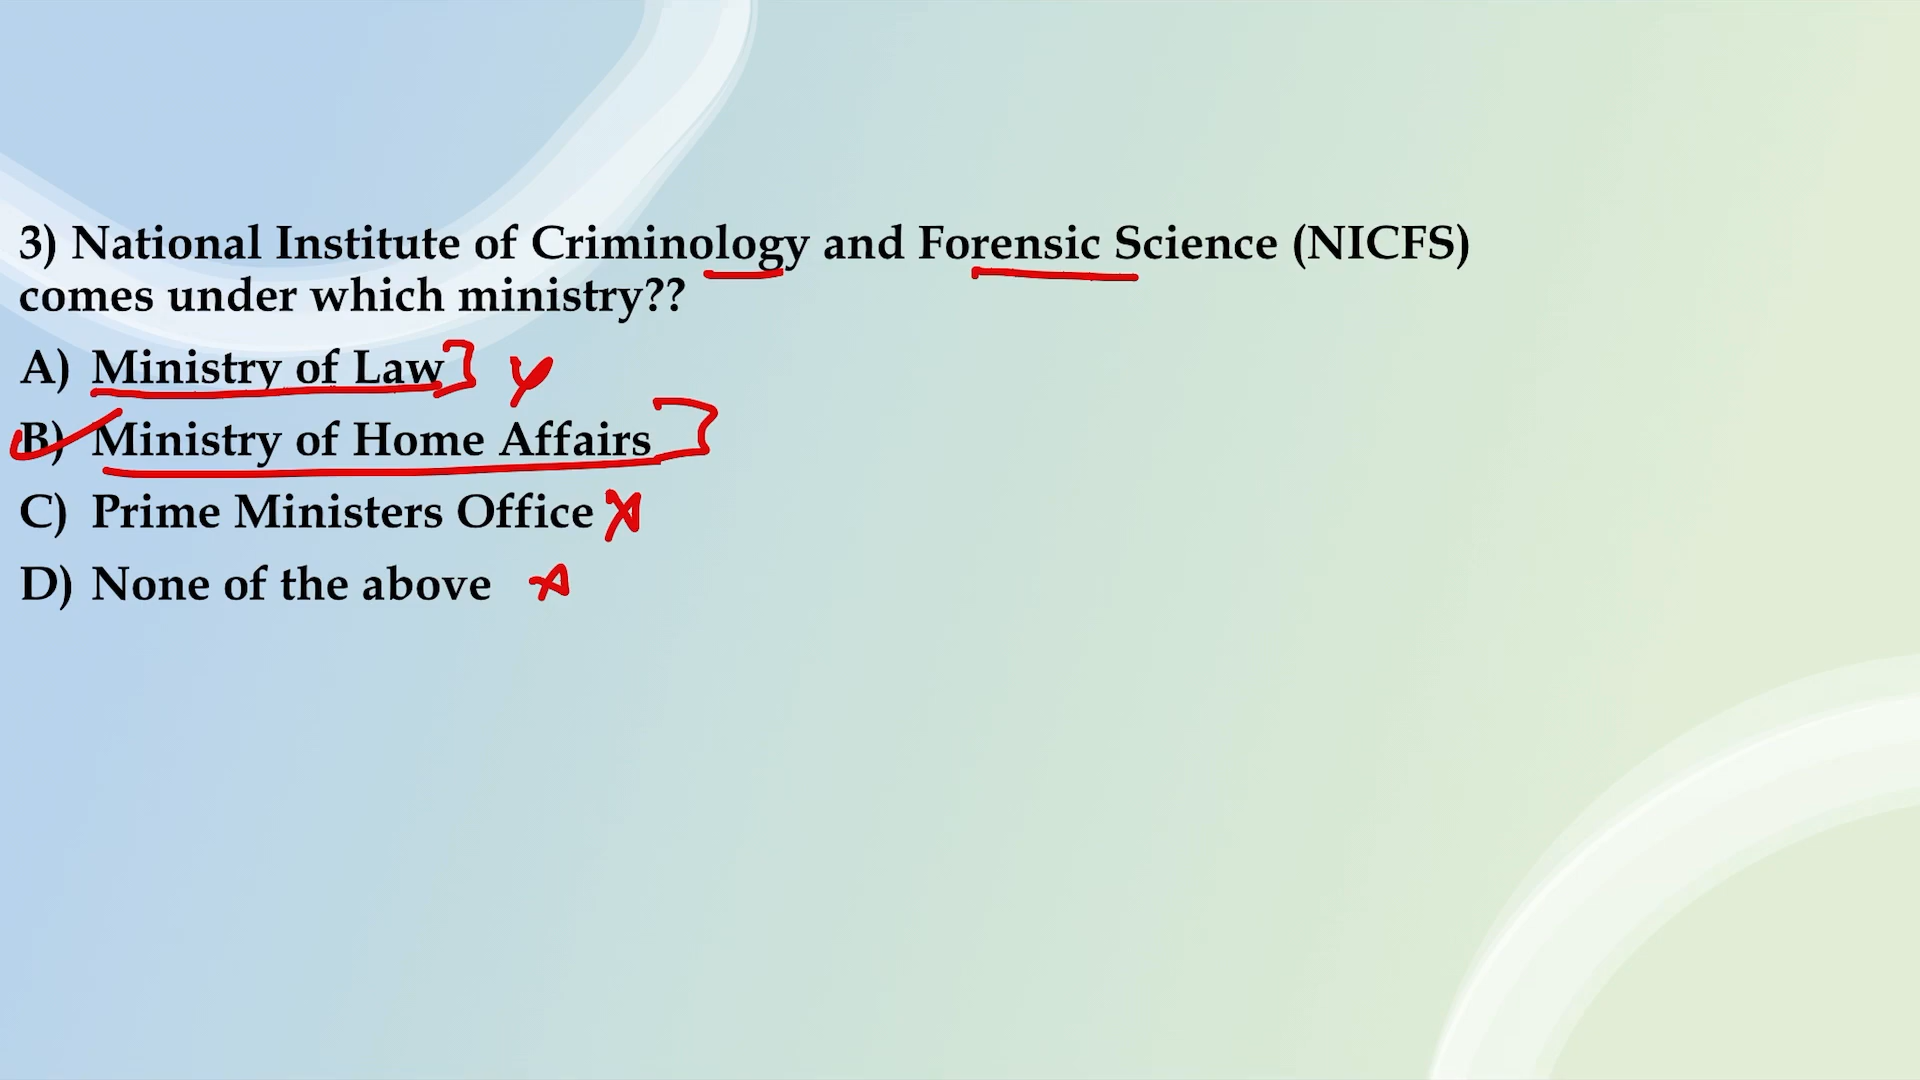 3) National Institute of Criminology and Forensic Science (NICFS)
comes under which ministry??
A) Ministry of Law
B) Ministry of Home Affairs
C) Prime Ministers Office
D) None of the above